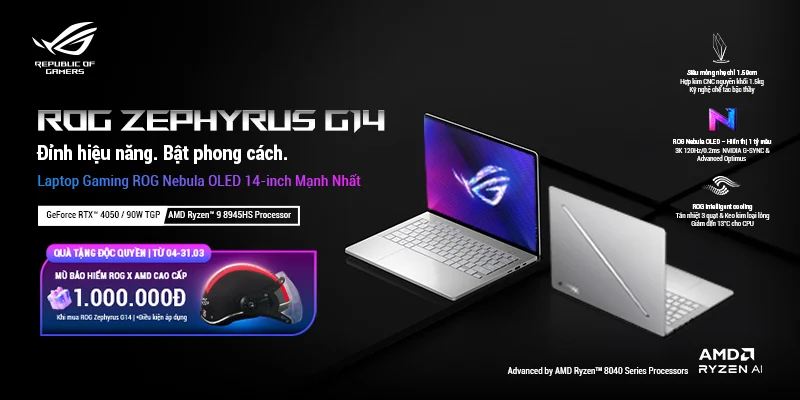 REPUBLIC OF
GAMERS
ROG ZEPHYRUS G14
Đỉnh hiệu năng. Bật phong cách.
Laptop Gaming ROG Nebula OLED 14-inch Mạnh Nhất
GeForce RTX™ 4050 / 90W TGP
AMD Ryzen™ 9 8945HS Processor
QUÀ TẶNG ĐỘC QUYỀN | TỪ 04-31.03
MŨ BẢO HIỂM ROG X AMD CAO CẤP
1.000.000Đ
Khi mua ROG Zephyrus G14 | *Điều kiện áp dụng
Siêu mỏng nhẹ chỉ 1.59cm
Hợp kim CNC nguyên khối 1.5kg
Kỹ nghệ chế tác bậc thầy
ROG Nebula OLED – Hiển thị 1 tỷ màu
3K 120Hz/0.2ms NVIDIA G-SYNC &
Advanced Optimus
ROG Intelligent cooling
Tản nhiệt 3 quạt & Keo kim loại lỏng
Giảm đến 13°C cho CPU
Advanced by AMD Ryzen™ 8040 Series Processors
AMD
RYZEN AI